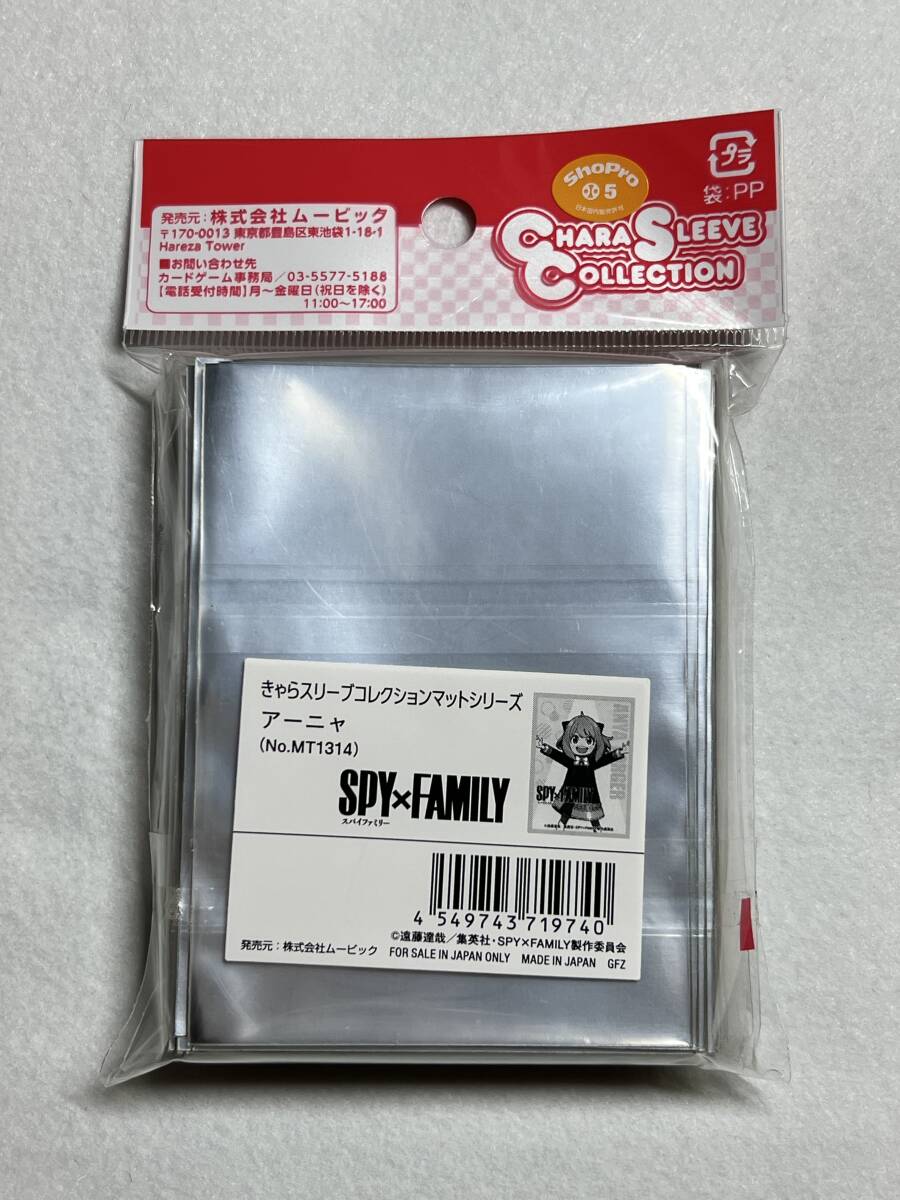 発売元：株式会社ムービック
〒170-0013 東京都豊島区東池袋1-18-1
Hareza Tower
■お問い合わせ先
カードゲーム事務局／03-5577-5188
【電話受付時間】月～金曜日（祝日を除く）
11:00～17:00
ShoPro
5
プラ
袋：PP
CHARA SLEEVE
COLLECTION
きゃらスリーブコレクションマットシリーズ
アーニャ
（No.MT1314）
SPY×FAMILY
スパイファミリー
SPY×FAMILY
4 549743 719740
©遠藤達哉／集英社・SPY×FAMILY製作委員会
発売元：株式会社ムービック FOR SALE IN JAPAN ONLY MADE IN JAPAN GFZ